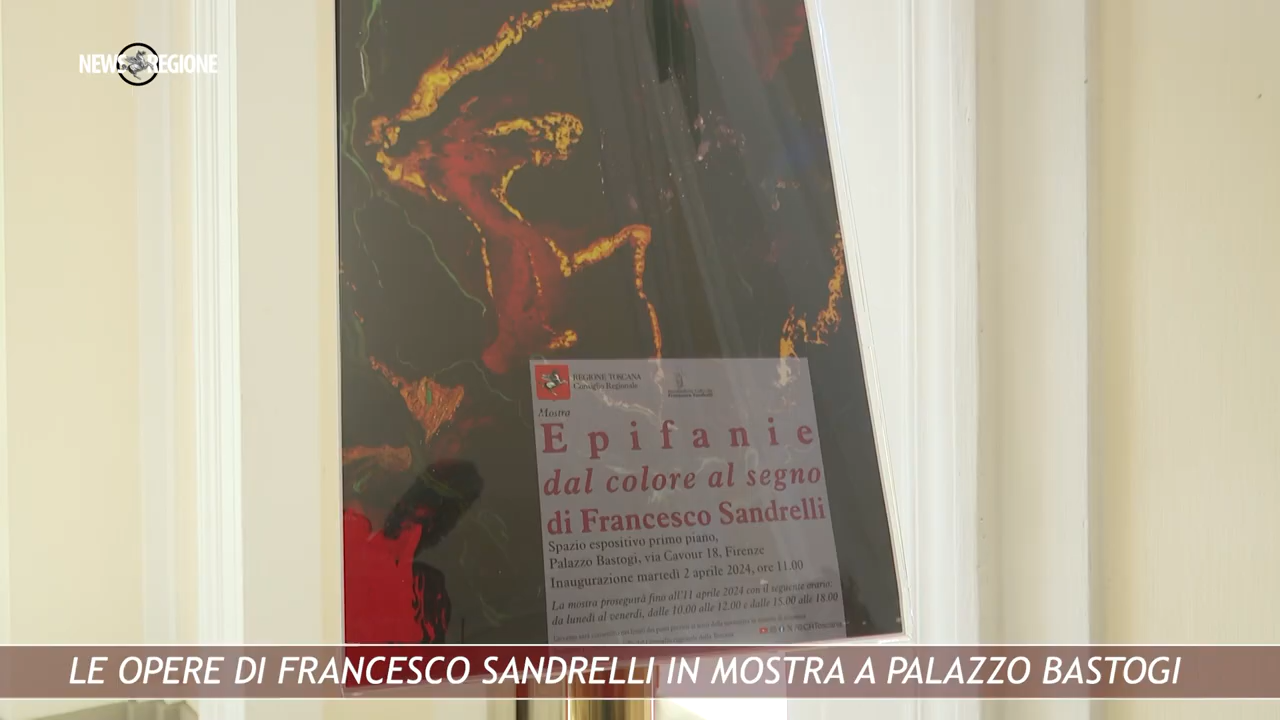 NEWS REGIONE
REGIONE TOSCANA
Consiglio Regionale
Mostra
Epifanie
dal colore al segno
di Francesco Sandrelli
Spazio espositivo primo piano,
Palazzo Bastogi, via Cavour 18, Firenze
Inaugurazione martedì 2 aprile 2024, ore 11.00
La mostra proseguirà fino all'11 aprile 2024 con il seguente orario:
da lunedì al venerdì, dalle 10.00 alle 12.00 e dalle 15.00 alle 18.00
LE OPERE DI FRANCESCO SANDRELLI IN MOSTRA A PALAZZO BASTOGI